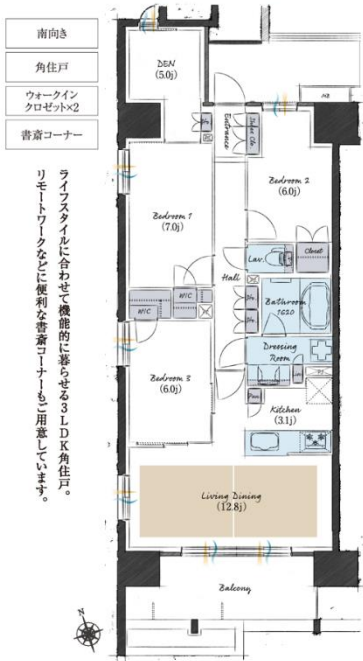 南向き
角住戸
ウォークイン
クロゼット×2
書斎コーナー
ライフスタイルに合わせて機能的に暮らせる3LDK角住戸。
リモートワークなどに便利な書斎コーナーもご用意しています。
DEN
(5.0j)
Entrance
Bedroom 2
(6.0j)
Bedroom 1
(7.0j)
Hall
Lav.
Closet
WIC
WIC
Bathroom
1620
Dressing
Room
Bedroom 3
(6.0j)
Kitchen
(3.1j)
Living Dining
(12.8j)
Balcony
N